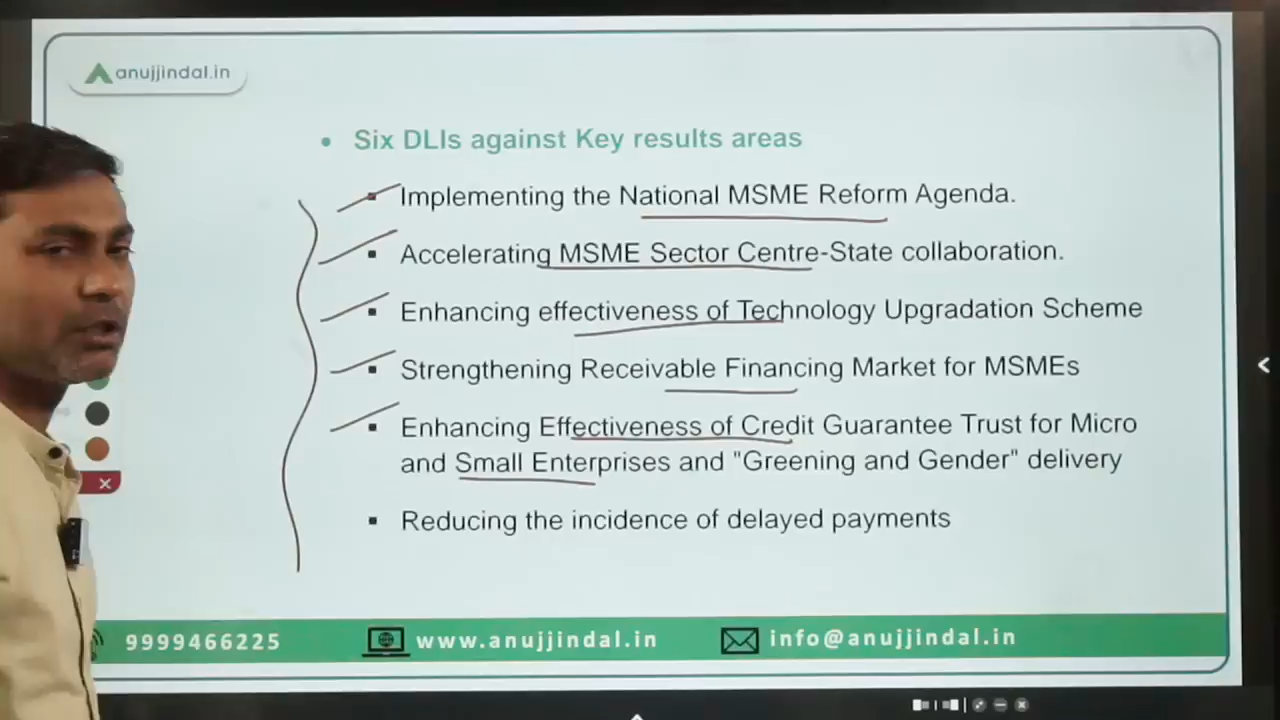 anujjindal.in
• Six DLIs against Key results areas
▪ Implementing the National MSME Reform Agenda.
▪ Accelerating MSME Sector Centre-State collaboration.
▪ Enhancing effectiveness of Technology Upgradation Scheme
▪ Strengthening Receivable Financing Market for MSMEs
▪ Enhancing Effectiveness of Credit Guarantee Trust for Micro
and Small Enterprises and "Greening and Gender" delivery
▪ Reducing the incidence of delayed payments
9999466225 www.anujjindal.in info@anujjindal.in